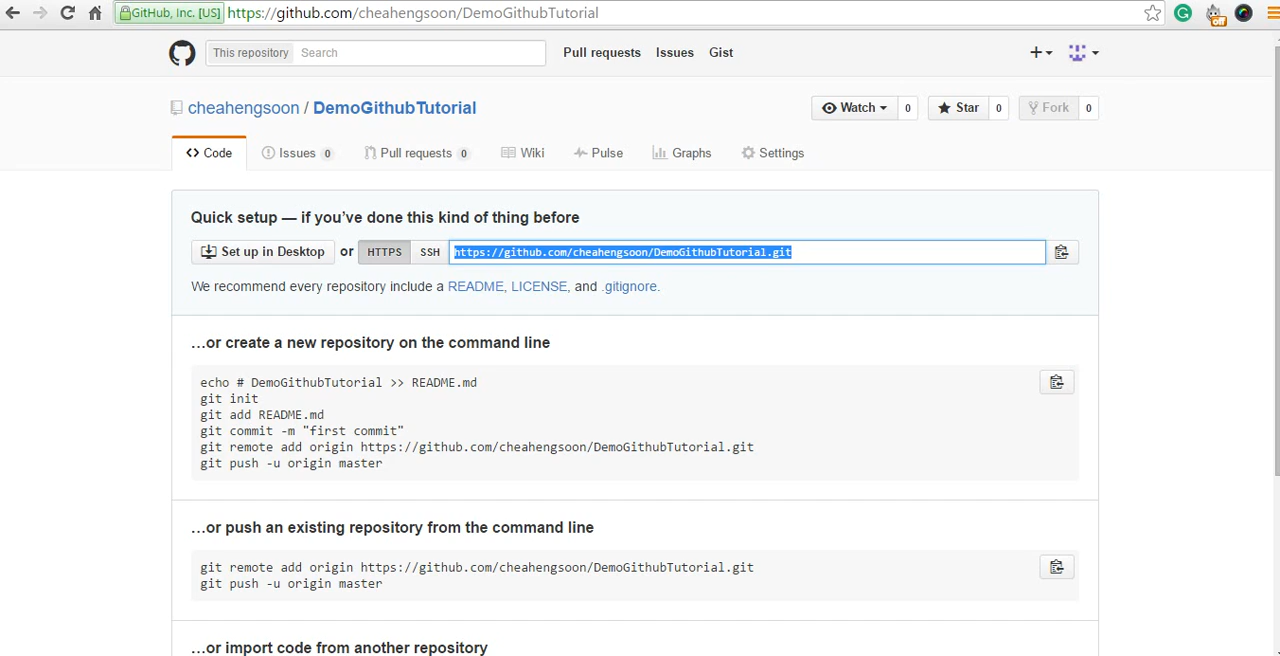 GitHub, Inc. [US] https://github.com/cheahengsoon/DemoGithubTutorial
off
This repository Search Pull requests Issues Gist
cheahengsoon / DemoGithubTutorial Watch 0 Star 0 Fork 0
Code Issues 0 Pull requests 0 Wiki Pulse Graphs Settings
Quick setup — if you’ve done this kind of thing before
Set up in Desktop or HTTPS SSH https://github.com/cheahengsoon/DemoGithubTutorial.git
We recommend every repository include a README, LICENSE, and .gitignore.
…or create a new repository on the command line
echo # DemoGithubTutorial >> README.md
git init
git add README.md
git commit -m "first commit"
git remote add origin https://github.com/cheahengsoon/DemoGithubTutorial.git
git push -u origin master
…or push an existing repository from the command line
git remote add origin https://github.com/cheahengsoon/DemoGithubTutorial.git
git push -u origin master
…or import code from another repository